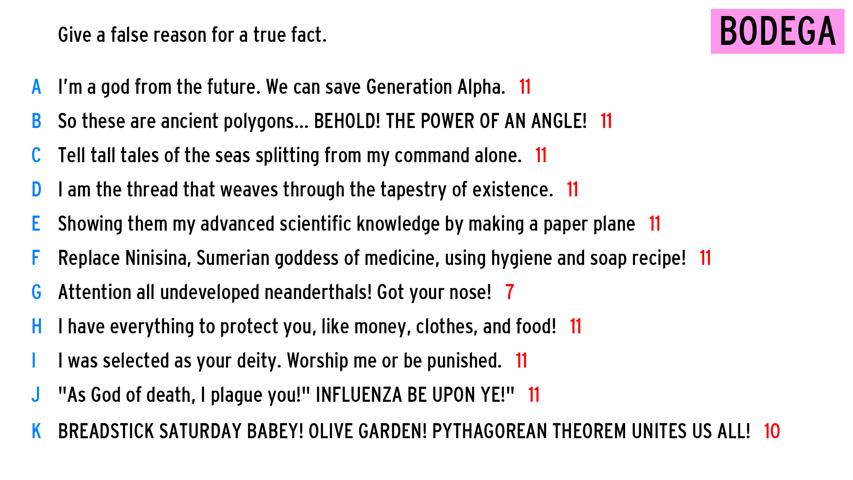 Give a false reason for a true fact.
BODEGA
A I'm a god from the future. We can save Generation Alpha. 11
B So these are ancient polygons... BEHOLD! THE POWER OF AN ANGLE! 11
C Tell tall tales of the seas splitting from my command alone. 11
D I am the thread that weaves through the tapestry of existence. 11
E Showing them my advanced scientific knowledge by making a paper plane 11
F Replace Ninisina, Sumerian goddess of medicine, using hygiene and soap recipe! 11
G Attention all undeveloped neanderthals! Got your nose! 7
H I have everything to protect you, like money, clothes, and food! 11
I I was selected as your deity. Worship me or be punished. 11
J "As God of death, I plague you!" INFLUENZA BE UPON YE!" 11
K BREADSTICK SATURDAY BABEY! OLIVE GARDEN! PYTHAGOREAN THEOREM UNITES US ALL! 10